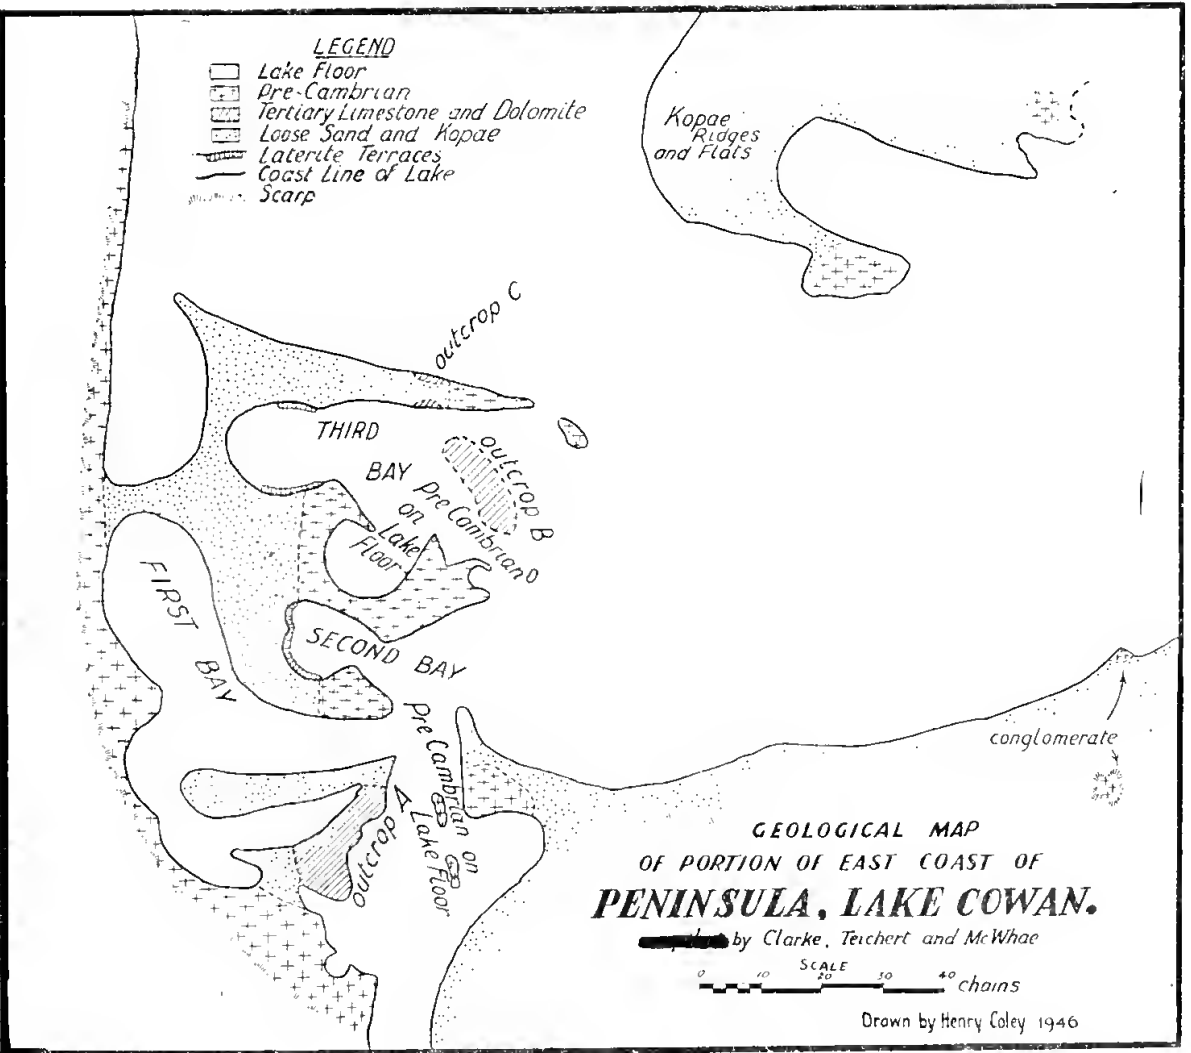 LEGEND
Lake Floor
Pre-Cambrian
Tertiary Limestone and Dolomite
Loose Sand and Kopae
Laterite Terraces
Coast Line of Lake
Scarp
Kopae
Ridges
and Flats
outcrop C
THIRD
BAY
outcrop B
Pre Cambrian
on
Lake
Floor
FIRST
BAY
SECOND BAY
Pre Cambrian on
Lake Floor
outcrop A
conglomerate
GEOLOGICAL MAP
OF PORTION OF EAST COAST OF
PENINSULA, LAKE COWAN.
by Clarke, Teichert and McWhae
SCALE
0 10 20 30 40 chains
Drawn by Henry Coley 1946